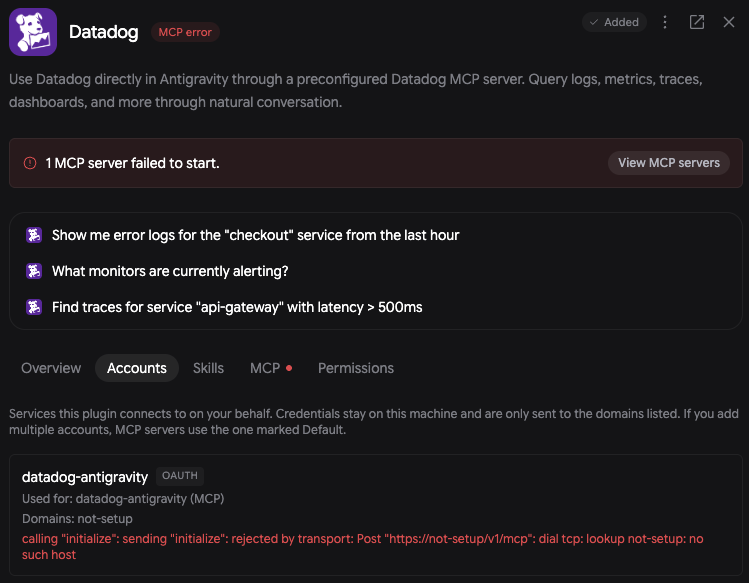 Datadog
MCP error
Added
Use Datadog directly in Antigravity through a preconfigured Datadog MCP server. Query logs, metrics, traces,
dashboards, and more through natural conversation.
1 MCP server failed to start.
View MCP servers
Show me error logs for the "checkout" service from the last hour
What monitors are currently alerting?
Find traces for service "api-gateway" with latency > 500ms
Overview
Accounts
Skills
MCP
Permissions
Services this plugin connects to on your behalf. Credentials stay on this machine and are only sent to the domains listed. If you add
multiple accounts, MCP servers use the one marked Default.
datadog-antigravity
OAUTH
Used for: datadog-antigravity (MCP)
Domains: not-setup
calling "initialize": sending "initialize": rejected by transport: Post "https://not-setup/v1/mcp": dial tcp: lookup not-setup: no
such host